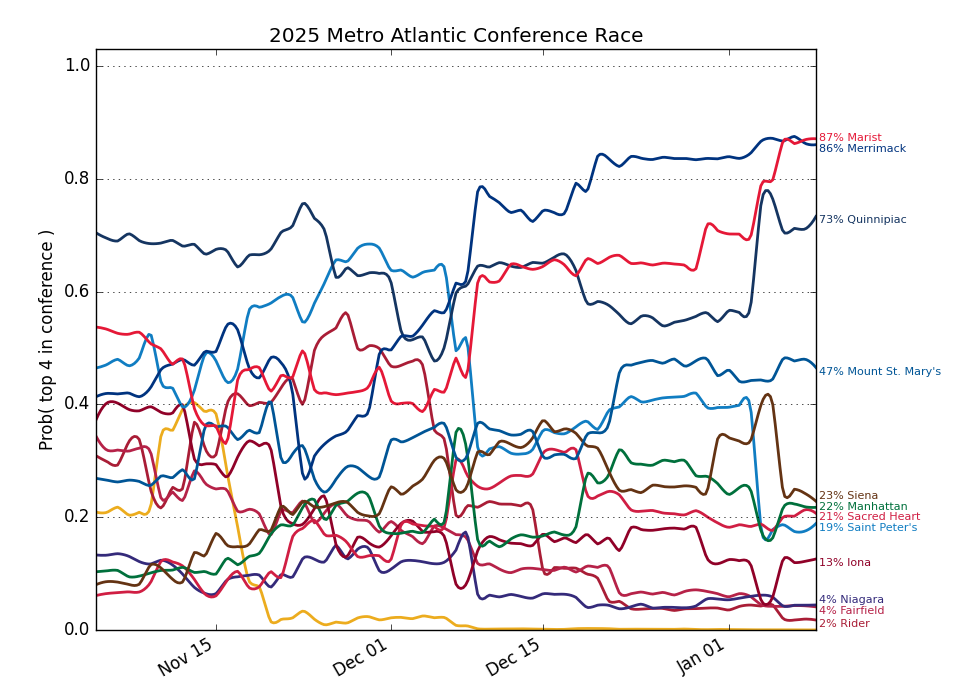 2025 Metro Atlantic Conference Race
Prob( top 4 in conference )
1.0
0.8
0.6
0.4
0.2
0.0
Nov 15
Dec 01
Dec 15
Jan 01
87% Marist
86% Merrimack
73% Quinnipiac
47% Mount St. Mary's
23% Siena
22% Manhattan
21% Sacred Heart
19% Saint Peter's
13% Iona
4% Niagara
4% Fairfield
2% Rider